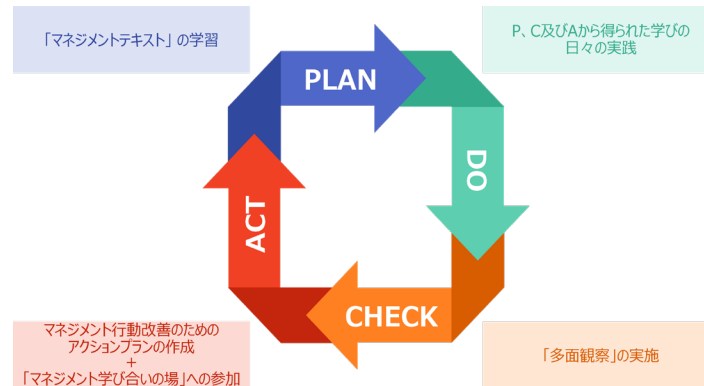 「マネジメントテキスト」の学習
P、C及びAから得られた学びの
日々の実践
PLAN
DO
ACT
CHECK
マネジメント行動改善のための
アクションプランの作成
+
「マネジメント学び合いの場」への参加
「多面観察」の実施